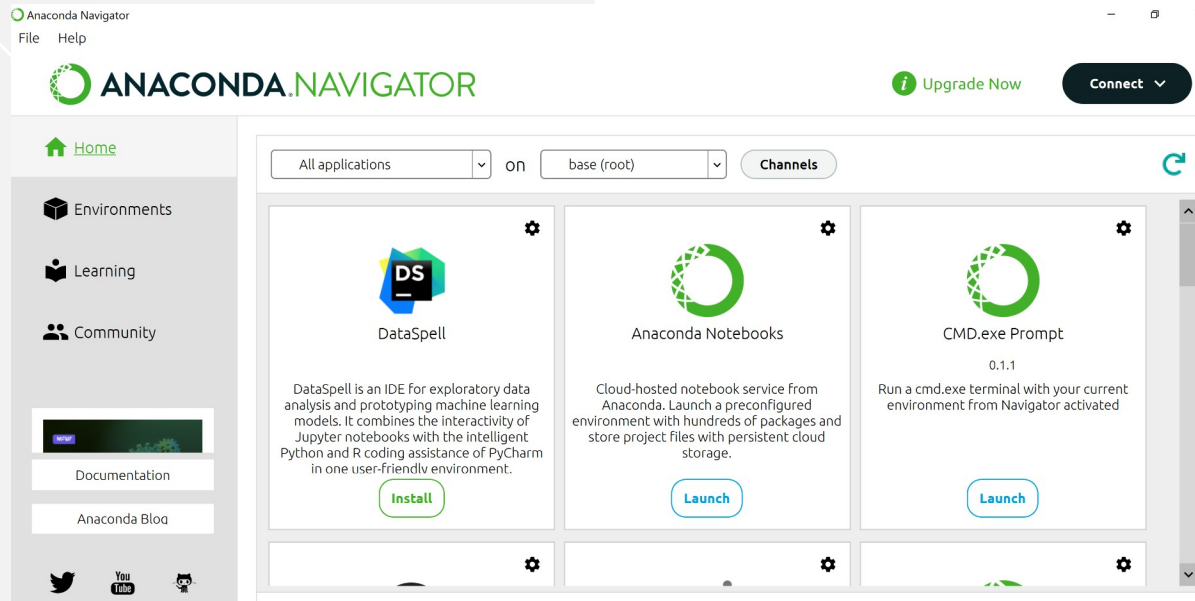 Anaconda Navigator
File Help
ANACONDA.NAVIGATOR
i Upgrade Now
Connect
Home
Environments
Learning
Community
Documentation
Anaconda Blog
You
Tube
All applications on base (root) Channels
DS
DataSpell
DataSpell is an IDE for exploratory data
analysis and prototyping machine learning
models. It combines the interactivity of
Jupyter notebooks with the intelligent
Python and R coding assistance of PyCharm
in one user-friendly environment.
Install
Anaconda Notebooks
Cloud-hosted notebook service from
Anaconda. Launch a preconfigured
environment with hundreds of packages and
store project files with persistent cloud
storage.
Launch
CMD.exe Prompt
0.1.1
Run a cmd.exe terminal with your current
environment from Navigator activated
Launch